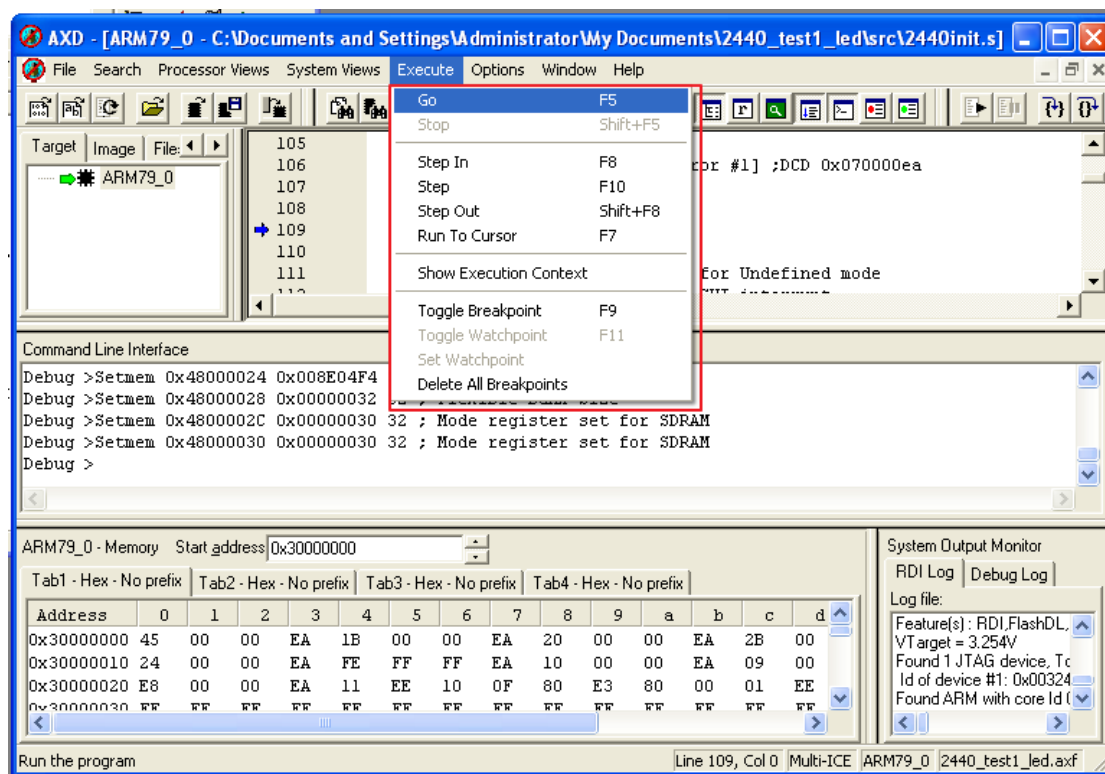 AXD - [ARM79_0 - C:\Documents and Settings\Administrator\My Documents\2440_test1_led\src\2440init.s]
File Search Processor Views System Views Execute Options Window Help
Go F5
Stop Shift+F5
Step In F8
Step F10
Step Out Shift+F8
Run To Cursor F7
Show Execution Context
Toggle Breakpoint F9
Toggle Watchpoint F11
Set Watchpoint
Delete All Breakpoints
Target Image File:
ARM79_0
105
106 #1] ;DCD 0x070000ea
107
108
109
110
111 for Undefined mode
Command Line Interface
Debug >Setmem 0x48000024 0x008E04F4
Debug >Setmem 0x48000028 0x00000032
Debug >Setmem 0x4800002C 0x00000030 32 ; Mode register set for SDRAM
Debug >Setmem 0x48000030 0x00000030 32 ; Mode register set for SDRAM
Debug >
ARM79_0 - Memory Start address 0x30000000
Tab1 - Hex - No prefix Tab2 - Hex - No prefix Tab3 - Hex - No prefix Tab4 - Hex - No prefix
Address 0 1 2 3 4 5 6 7 8 9 a b c d
0x30000000 45 00 00 EA 1B 00 00 EA 20 00 00 EA 2B 00
0x30000010 24 00 00 EA FE FF FF EA 10 00 00 EA 09 00
0x30000020 E8 00 00 EA 11 EE 10 0F 80 E3 80 00 01 EE
System Output Monitor
RDI Log Debug Log
Log file:
Feature(s) : RDI,FlashDL,
VTarget = 3.254V
Found 1 JTAG device,
Id of device #1: 0x00324
Found ARM with core Id
Run the program
Line 109, Col 0 Multi-ICE ARM79_0 2440_test1_led.axf